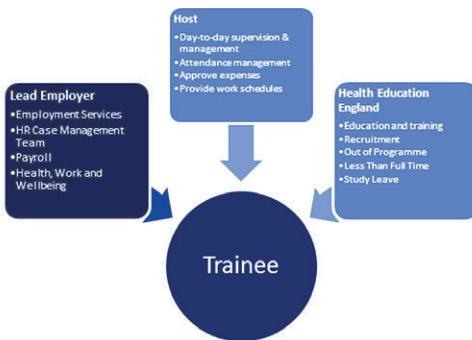 Host
•Day-to-day supervision &
management
•Attendance management
•Approve expenses
•Provide work schedules
Lead Employer
•Employment Services
•HR Case Management
Team
•Payroll
•Health, Work and
Wellbeing
Health Education
England
•Education and training
•Recruitment
•Out of Programme
•Less Than Full Time
•Study Leave
Trainee